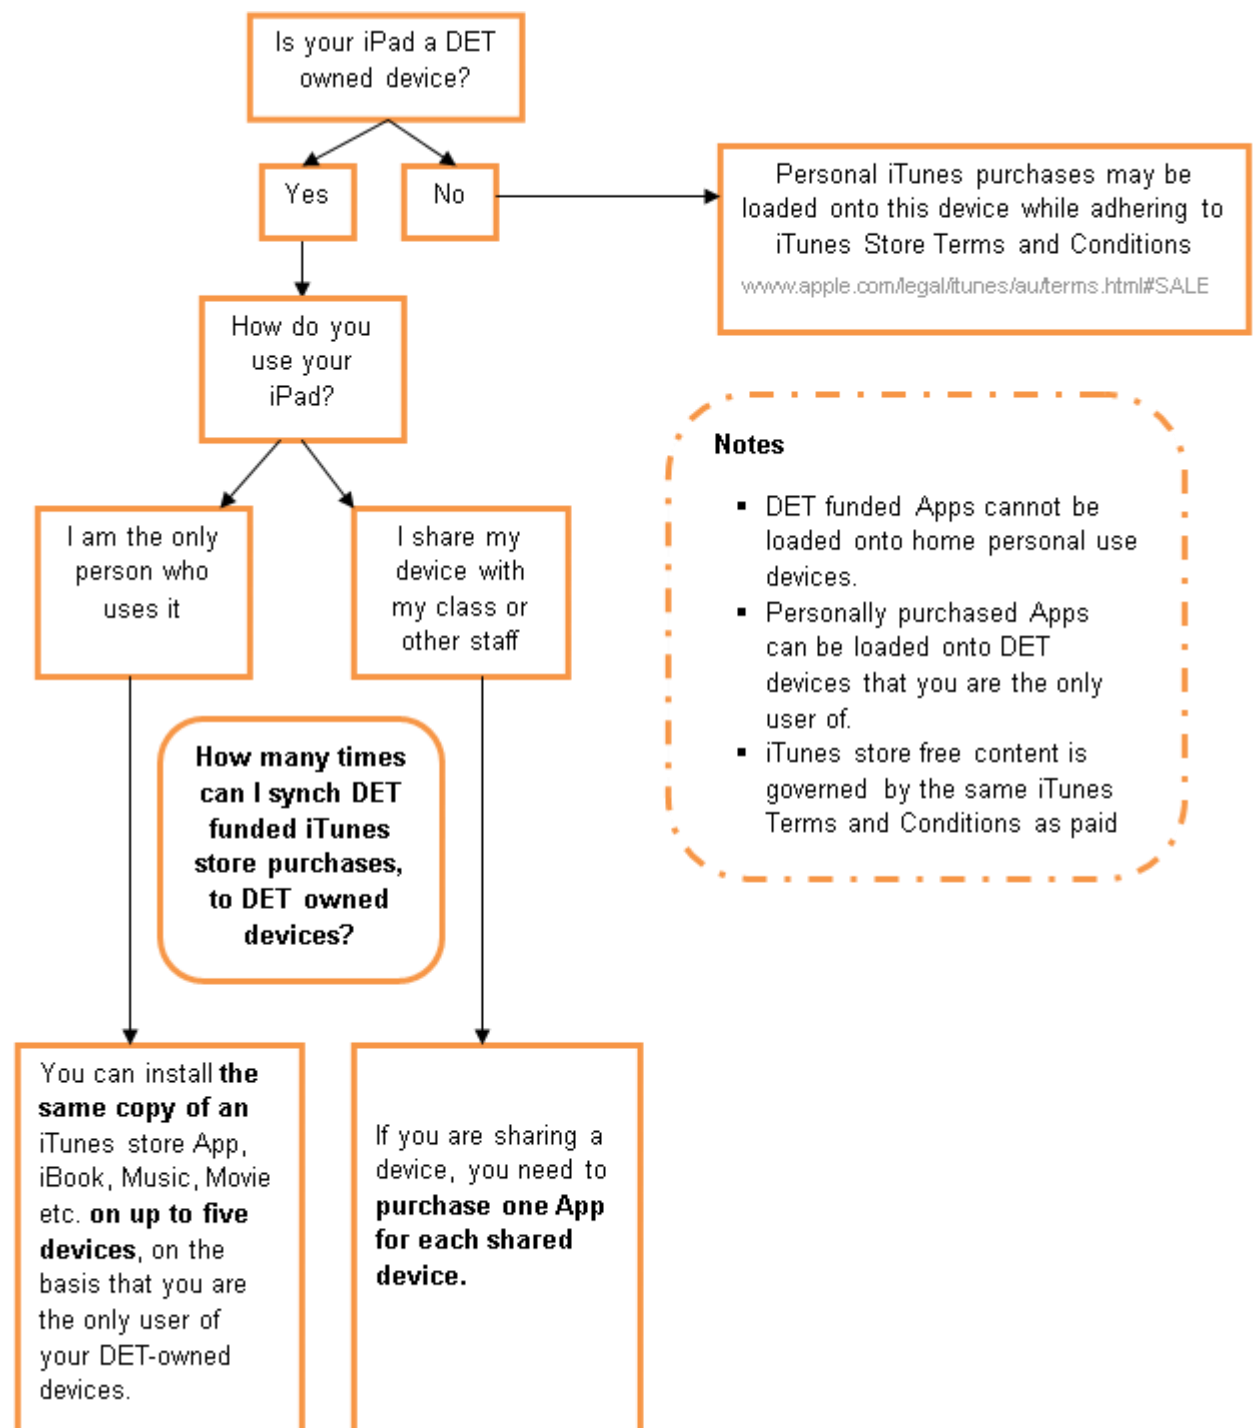 Is your iPad a DET
owned device?
Yes
No
Personal iTunes purchases may be
loaded onto this device while adhering to
iTunes Store Terms and Conditions
www.apple.com/legal/itunes/au/terms.html#SALE
How do you
use your
iPad?
Notes
▪ DET funded Apps cannot be
loaded onto home personal use
devices.
▪ Personally purchased Apps
can be loaded onto DET
devices that you are the only
user of.
▪ iTunes store free content is
governed by the same iTunes
Terms and Conditions as paid
I am the only
person who
uses it
I share my
device with
my class or
other staff
How many times
can I synch DET
funded iTunes
store purchases,
to DET owned
devices?
You can install the
same copy of an
iTunes store App,
iBook, Music, Movie
etc. on up to five
devices, on the
basis that you are
the only user of
your DET-owned
devices.
If you are sharing a
device, you need to
purchase one App
for each shared
device.